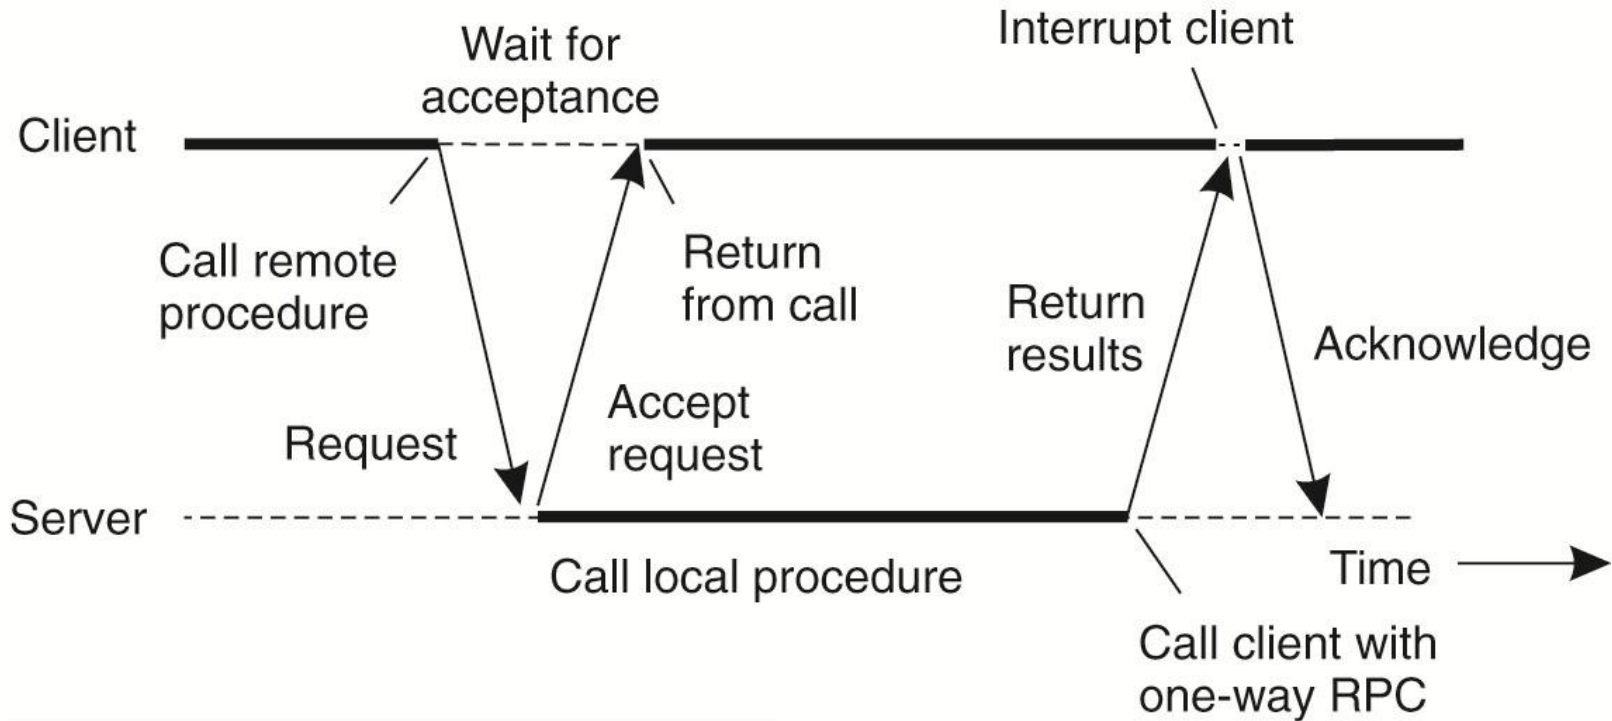 Interrupt client
Wait for
acceptance
Client
Call remote
procedure
Return
from call
Return
results
Acknowledge
Request
Accept
request
Server
Call local procedure
Time
Call client with
one-way RPC